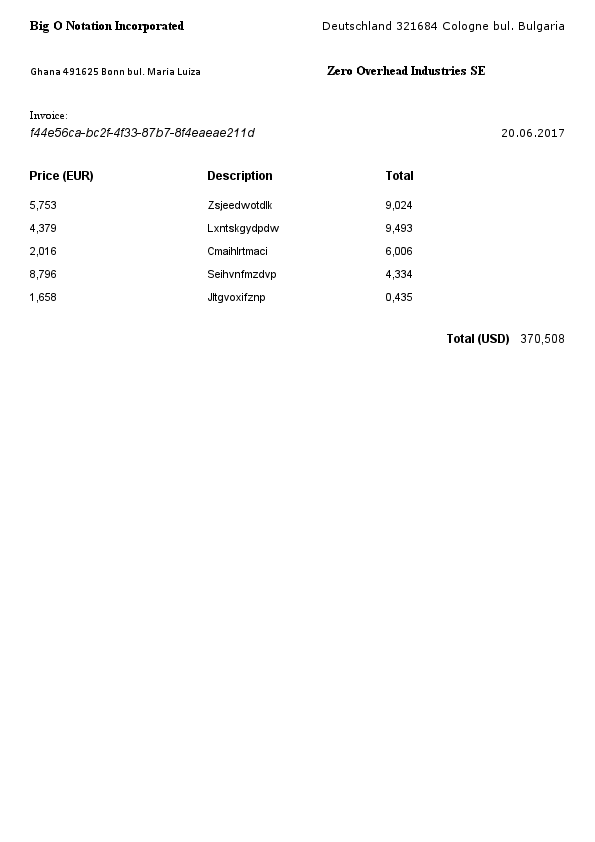 Big O Notation Incorporated Deutschland 321684 Cologne bul. Bulgaria
Ghana 491625 Bonn bul. Maria Luiza Zero Overhead Industries SE
Invoice:
f44e56ca-bc2f-4f33-87b7-8f4eaeae211d 20.06.2017
Price (EUR) Description Total
5,753 Zsjeedwotdlk 9,024
4,379 Lxntskgydpdw 9,493
2,016 Cmaihlrtmaci 6,006
8,796 Seihvnfmzdvp 4,334
1,658 Jltgvoxifznp 0,435
Total (USD) 370,508